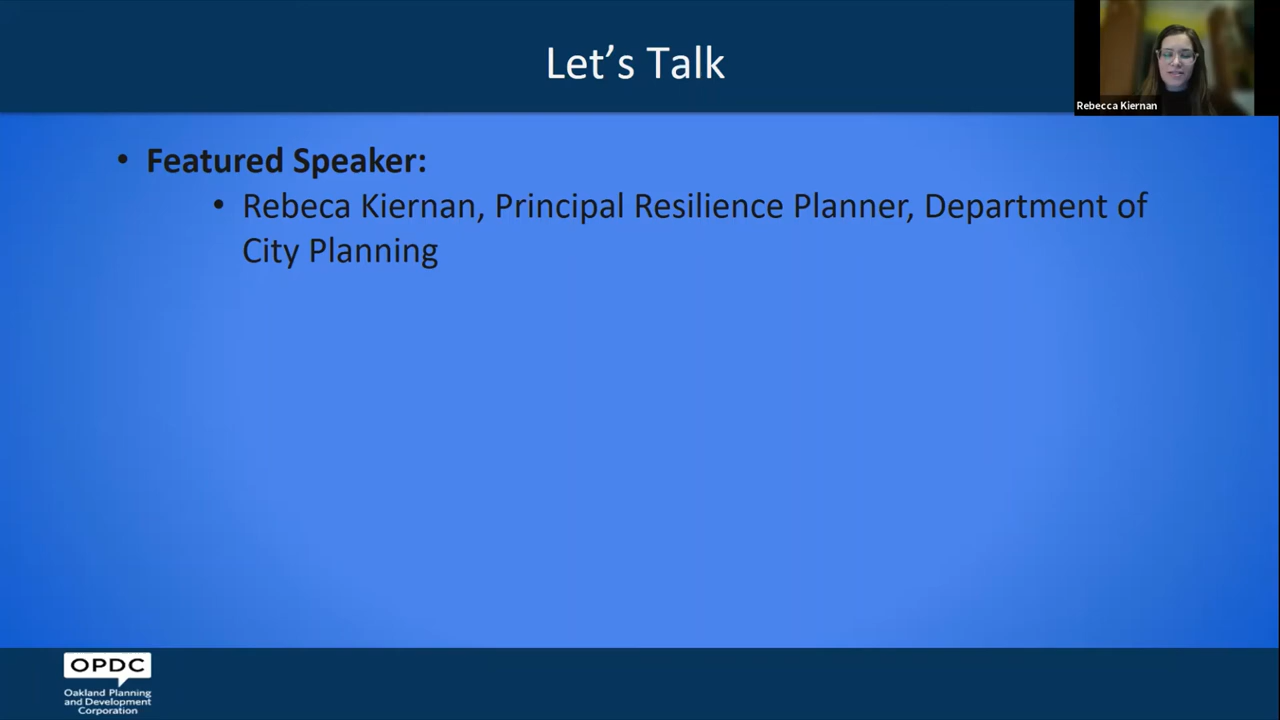 Let’s Talk
Rebecca Kiernan
• Featured Speaker:
• Rebeca Kiernan, Principal Resilience Planner, Department of
City Planning
OPDC
Oakland Planning
and Development
Corporation